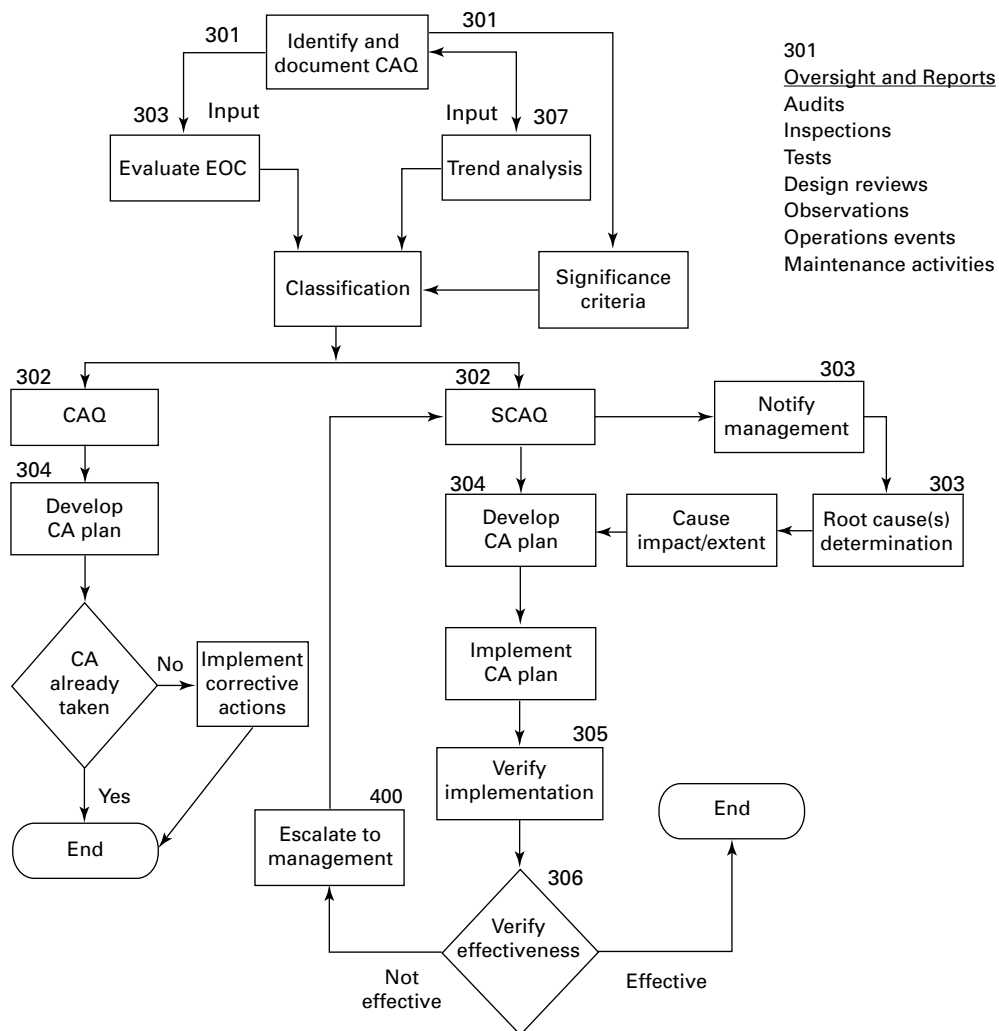 301
Identify and
document CAQ
301
301
Oversight and Reports
Audits
Inspections
Tests
Design reviews
Observations
Operations events
Maintenance activities
303
Input
Input
307
Evaluate EOC
Trend analysis
Classification
Significance
criteria
302
CAQ
302
SCAQ
303
Notify
management
304
Develop
CA plan
304
Develop
CA plan
Cause
impact/extent
303
Root cause(s)
determination
CA
already
taken
No
Implement
corrective
actions
Implement
CA plan
305
Verify
implementation
Yes
End
400
Escalate to
management
End
306
Verify
effectiveness
Not
effective
Effective